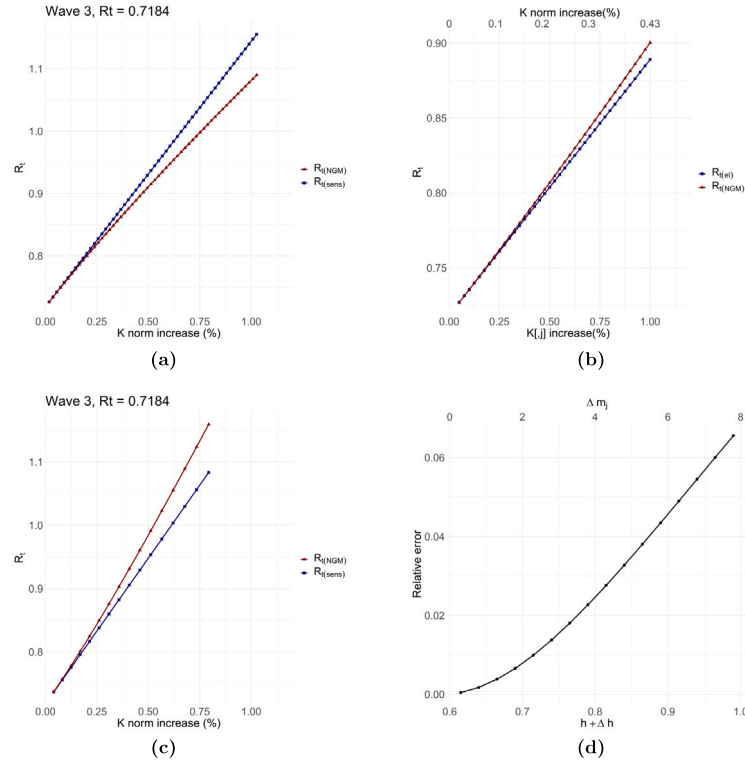 Wave 3, Rt = 0.7184
1.1
1.0
0.9
0.8
R_t
0.00 0.25 0.50 0.75 1.00
K norm increase (%)
R_t(NGM)
R_t(sens)
(a)
K norm increase(%)
0 0.1 0.2 0.3 0.43
0.90
0.85
0.80
0.75
R_t
0.00 0.25 0.50 0.75 1.00
K[,j] increase(%)
R_t(el)
R_t(NGM)
(b)
Wave 3, Rt = 0.7184
1.1
1.0
0.9
0.8
R_t
0.00 0.25 0.50 0.75 1.00
K norm increase (%)
R_t(NGM)
R_t(sens)
(c)
Δ m_j
0 2 4 6 8
0.06
0.04
0.02
0.00
Relative error
0.6 0.7 0.8 0.9 1.0
h + Δ h
(d)